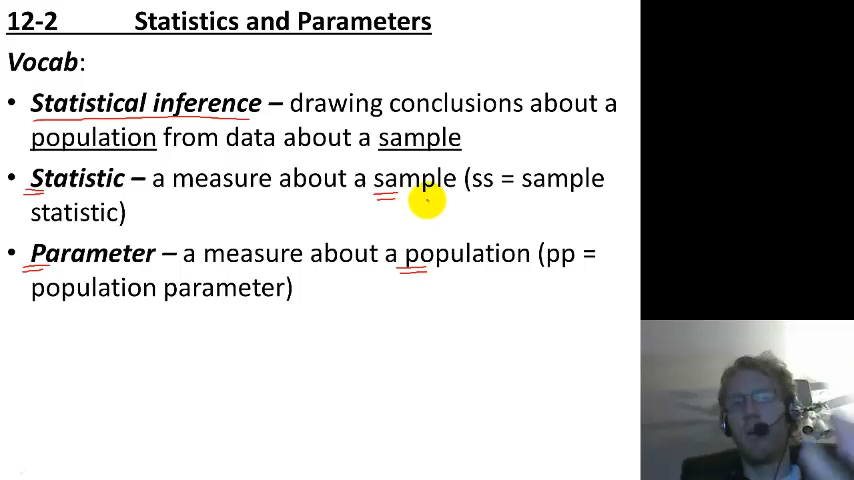 12-2 Statistics and Parameters
Vocab:
• Statistical inference – drawing conclusions about a
population from data about a sample
• Statistic – a measure about a sample (ss = sample
statistic)
• Parameter – a measure about a population (pp =
population parameter)